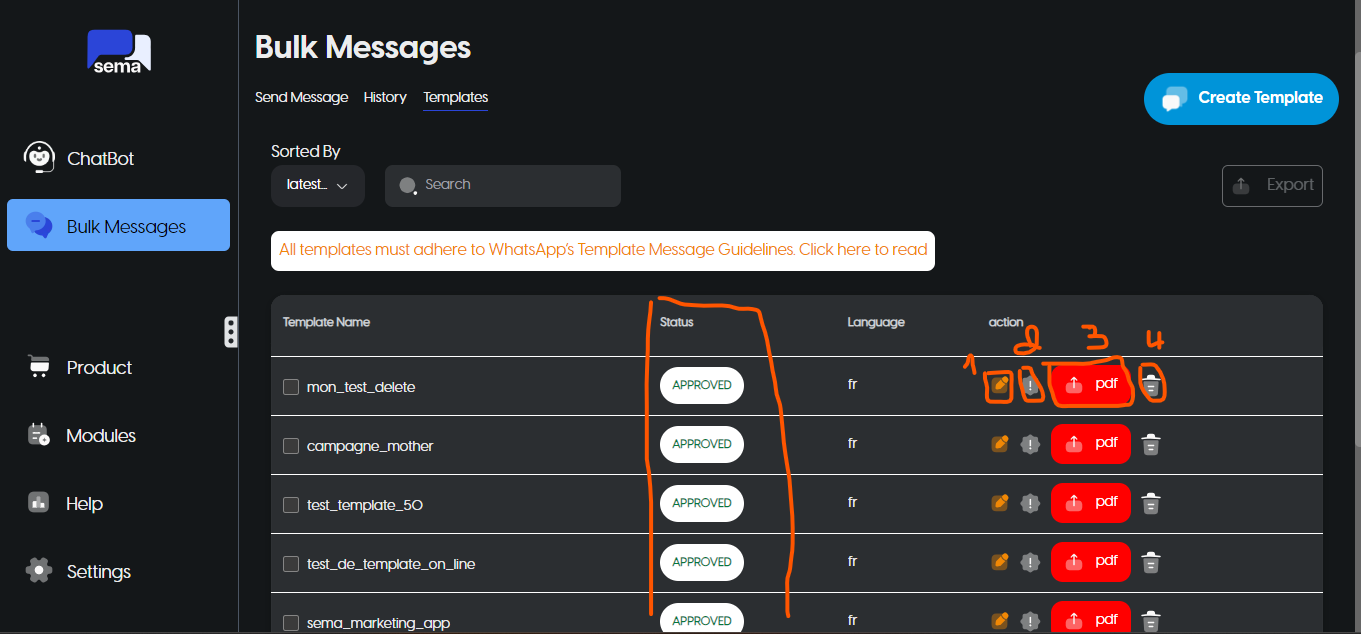 sema
Bulk Messages
Send Message History Templates
Create Template
ChatBot
Bulk Messages
Product
Modules
Help
Settings
Sorted By
latest...
Search
Export
All templates must adhere to WhatsApp's Template Message Guidelines. Click here to read
Template Name Status Language action
1 2 3 4
mon_test_delete APPROVED fr pdf
campagne_mother APPROVED fr pdf
test_template_50 APPROVED fr pdf
test_de_template_on_line APPROVED fr pdf
sema_marketing_app APPROVED fr pdf